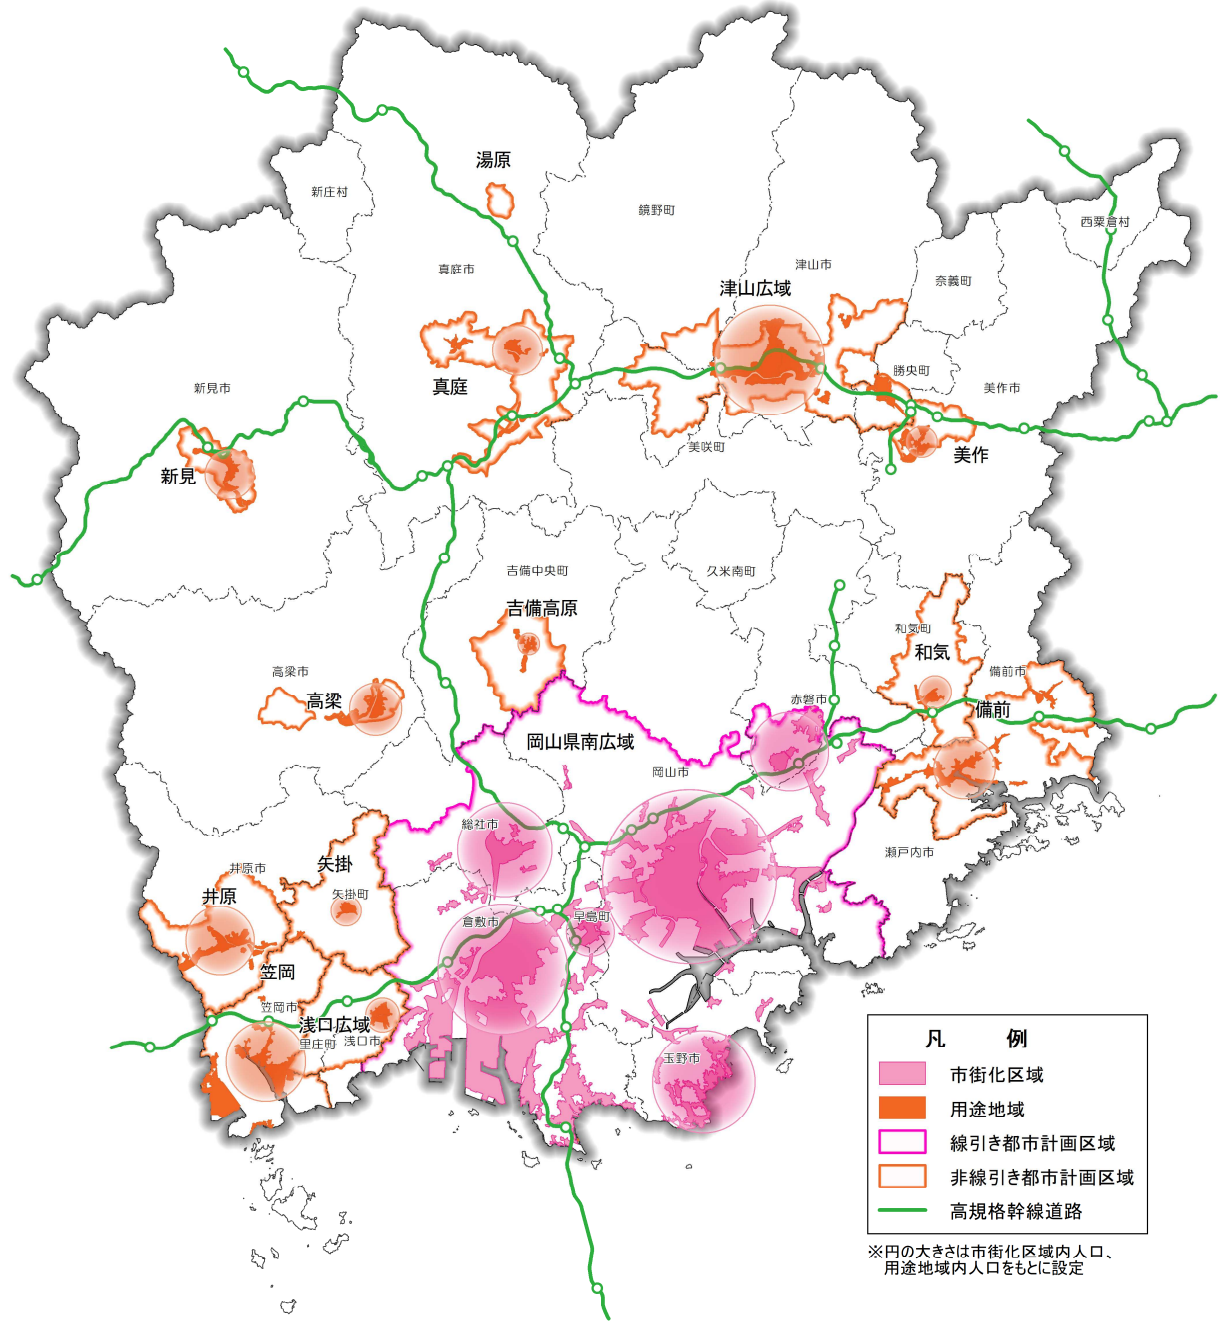 湯原
新庄村
鏡野町
西粟倉村
真庭市
津山市
奈義町
津山広域
新見市
真庭
勝央町
美作市
美咲町
美作
新見
吉備中央町
久米南町
吉備高原
和気町
和気
高梁市
備前市
高梁
赤磐市
備前
岡山県南広域
岡山市
総社市
瀬戸内市
矢掛
井原市
井原
矢掛町
倉敷市
早島町
笠岡
笠岡市
浅口広域
里庄町
浅口市
玉野市
凡 例
市街化区域
用途地域
線引き都市計画区域
非線引き都市計画区域
高規格幹線道路
※円の大きさは市街化区域内人口、
用途地域内人口をもとに設定